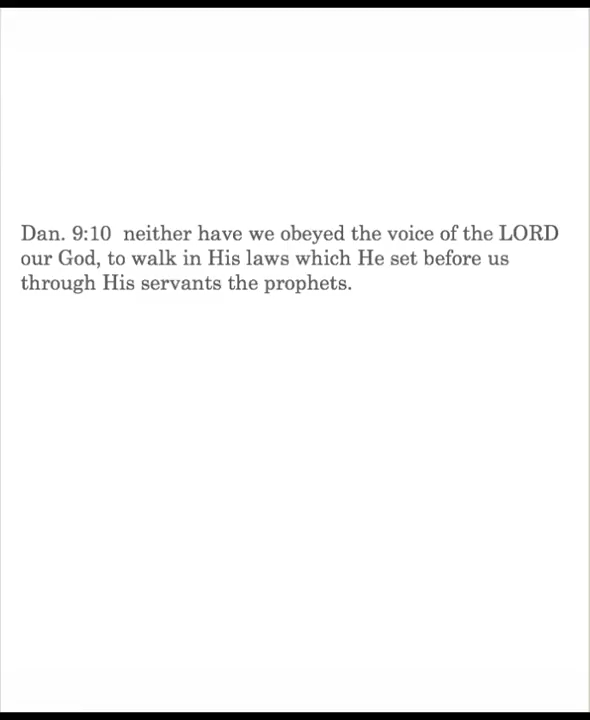 Dan. 9:10  neither have we obeyed the voice of the LORD
our God, to walk in His laws which He set before us
through His servants the prophets.